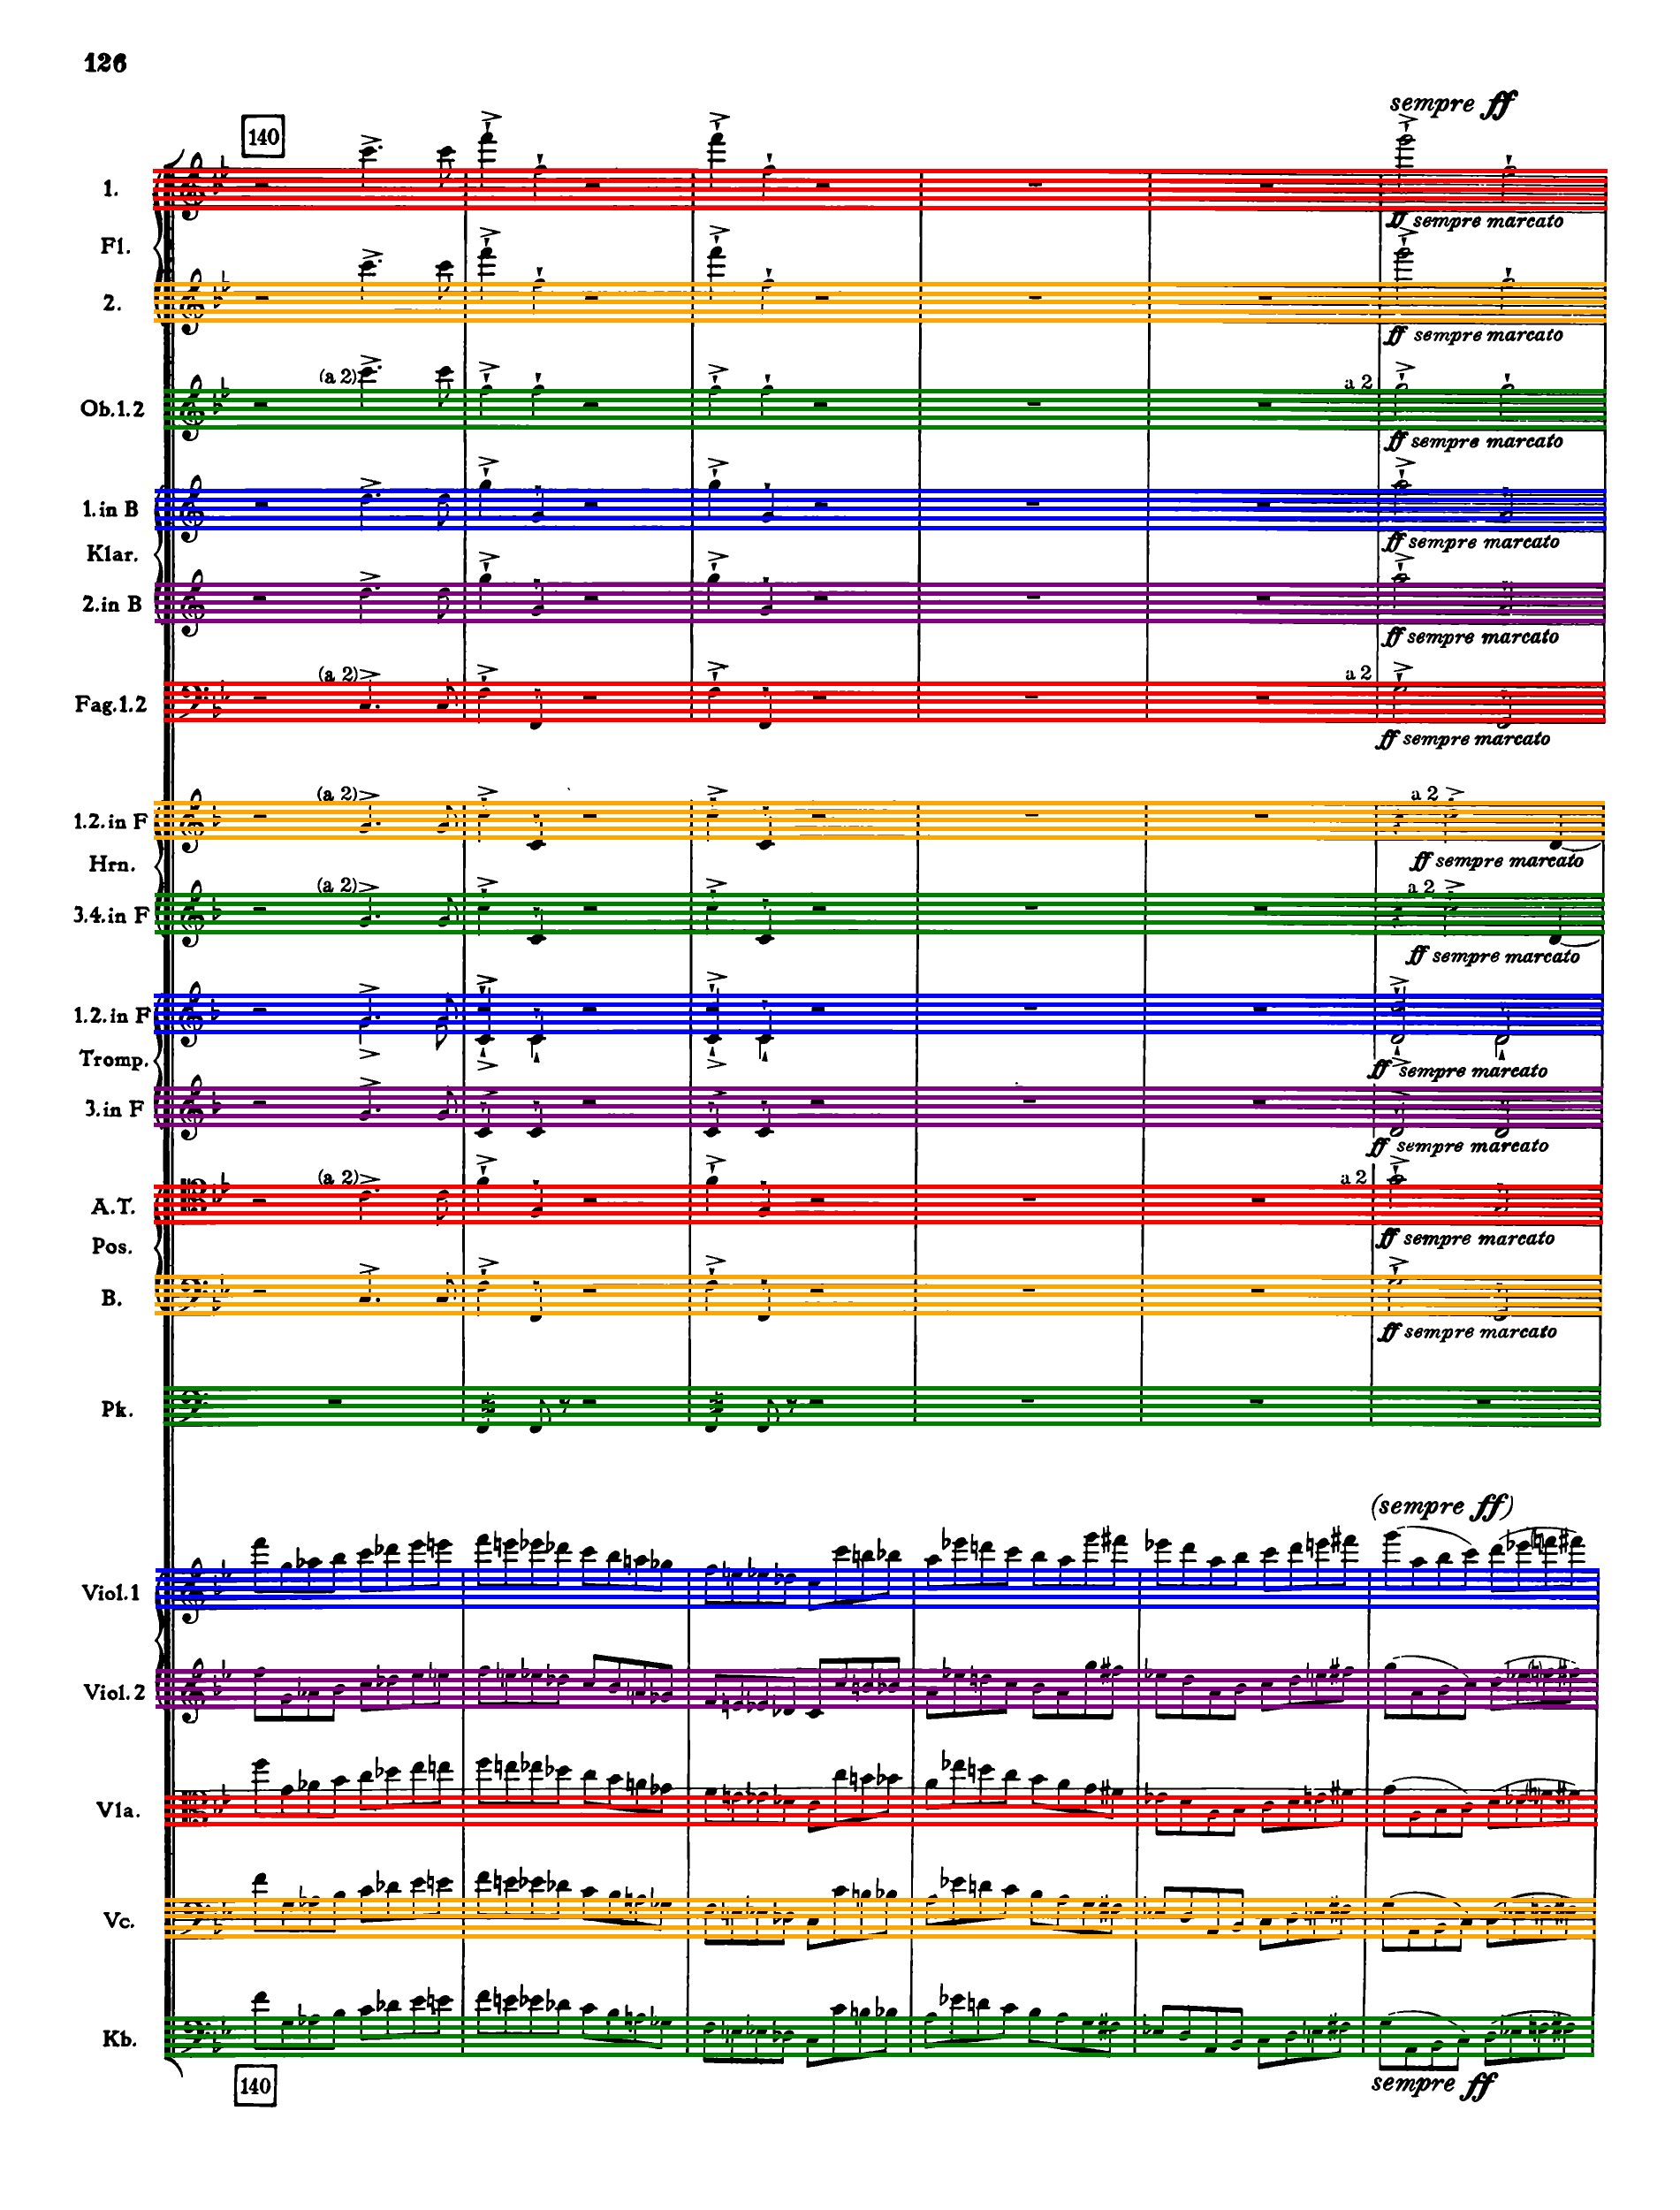 126
sempre ff
140
1.
ff sempre marcato
Fl.
2.
ff sempre marcato
(a 2)
a 2
Ob.1.2
ff sempre marcato
1. in B
ff sempre marcato
Klar.
2. in B
ff sempre marcato
(a 2)
a 2
Fag.1.2
ff sempre marcato
(a 2)
a 2
1.2. in F
ff sempre marcato
Hrn.
(a 2)
a 2
3.4. in F
ff sempre marcato
1.2. in F
Tromp.
ff sempre marcato
3. in F
ff sempre marcato
(a 2)
a 2
A.T.
ff sempre marcato
Pos.
B.
ff sempre marcato
Pk.
(sempre ff)
Viol.1
Viol.2
Vla.
Vc.
Kb.
140
sempre ff